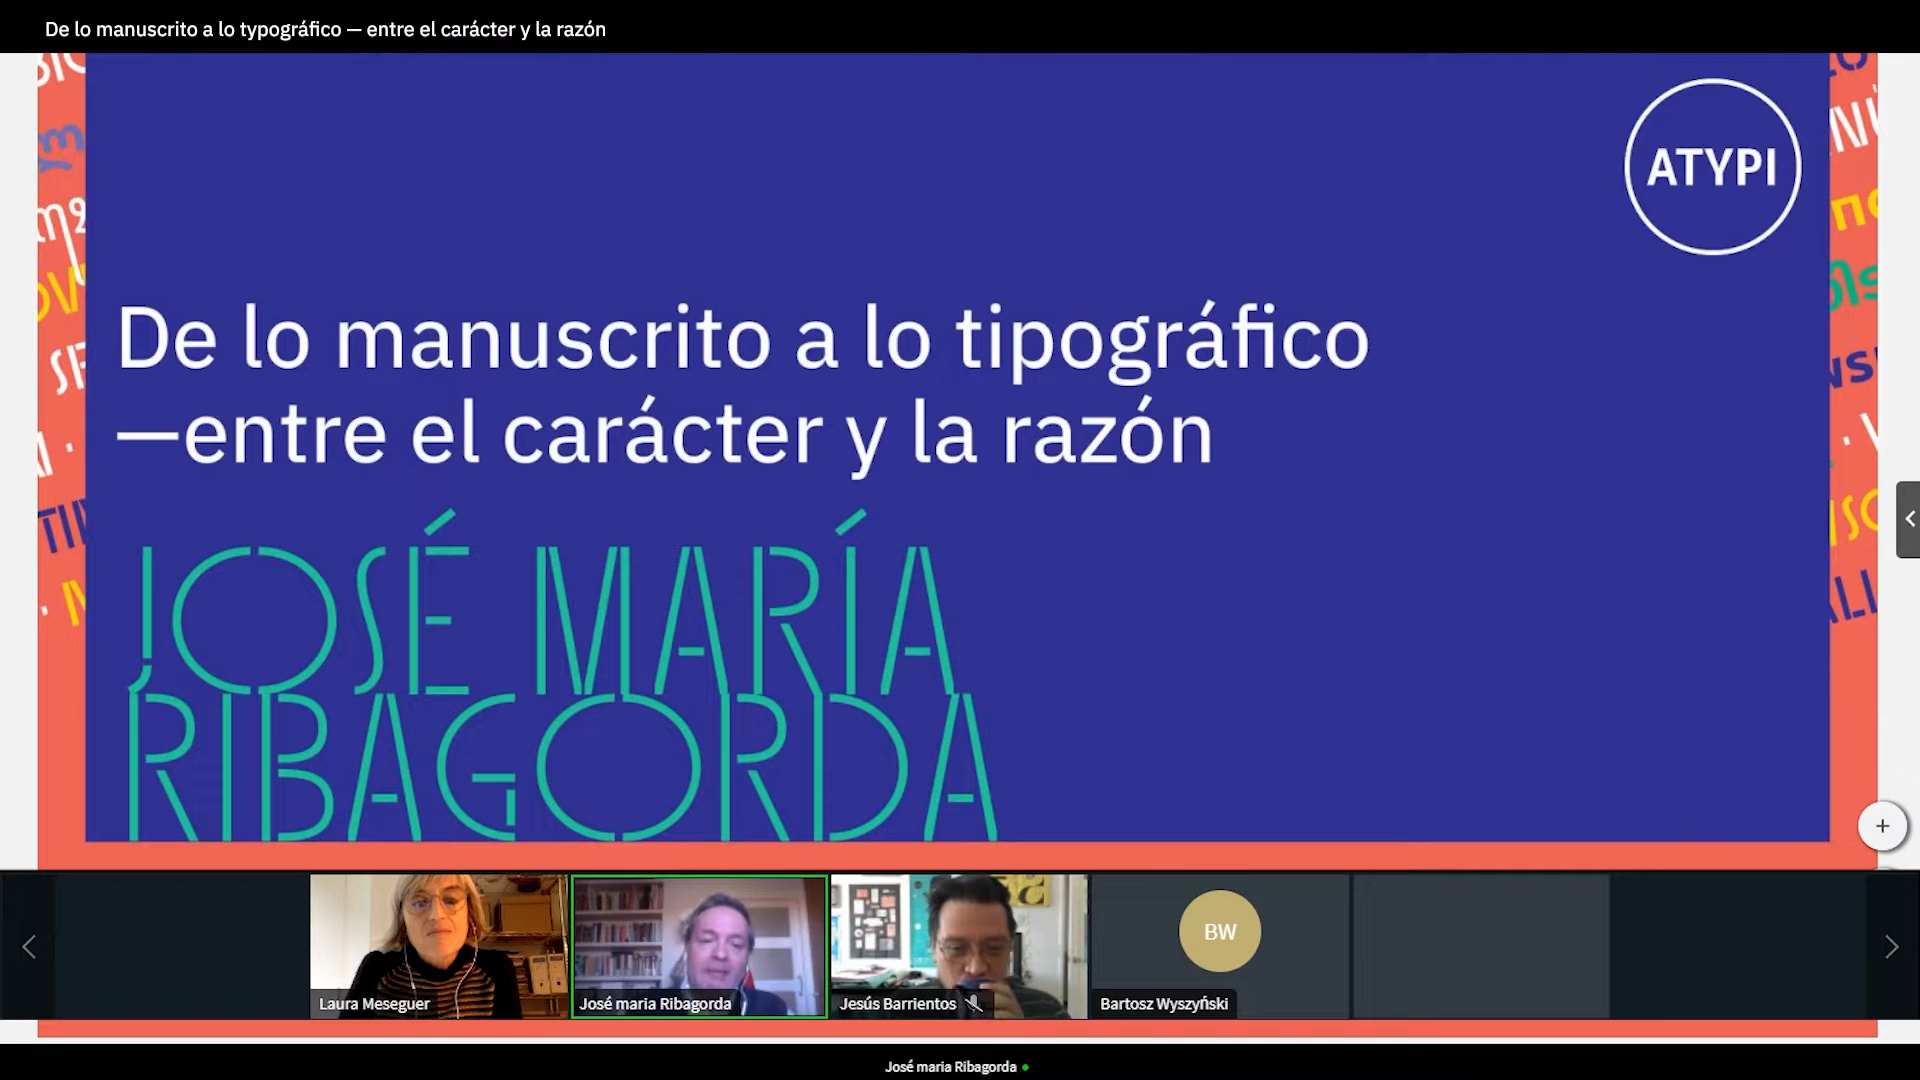 De lo manuscrito a lo typográfico — entre el carácter y la razón
ATYPI
De lo manuscrito a lo tipográfico
—entre el carácter y la razón
JOSÉ MARÍA
RIBAGORDA
BW
Laura Meseguer
José maria Ribagorda
Jesús Barrientos
Bartosz Wyszyński
José maria Ribagorda